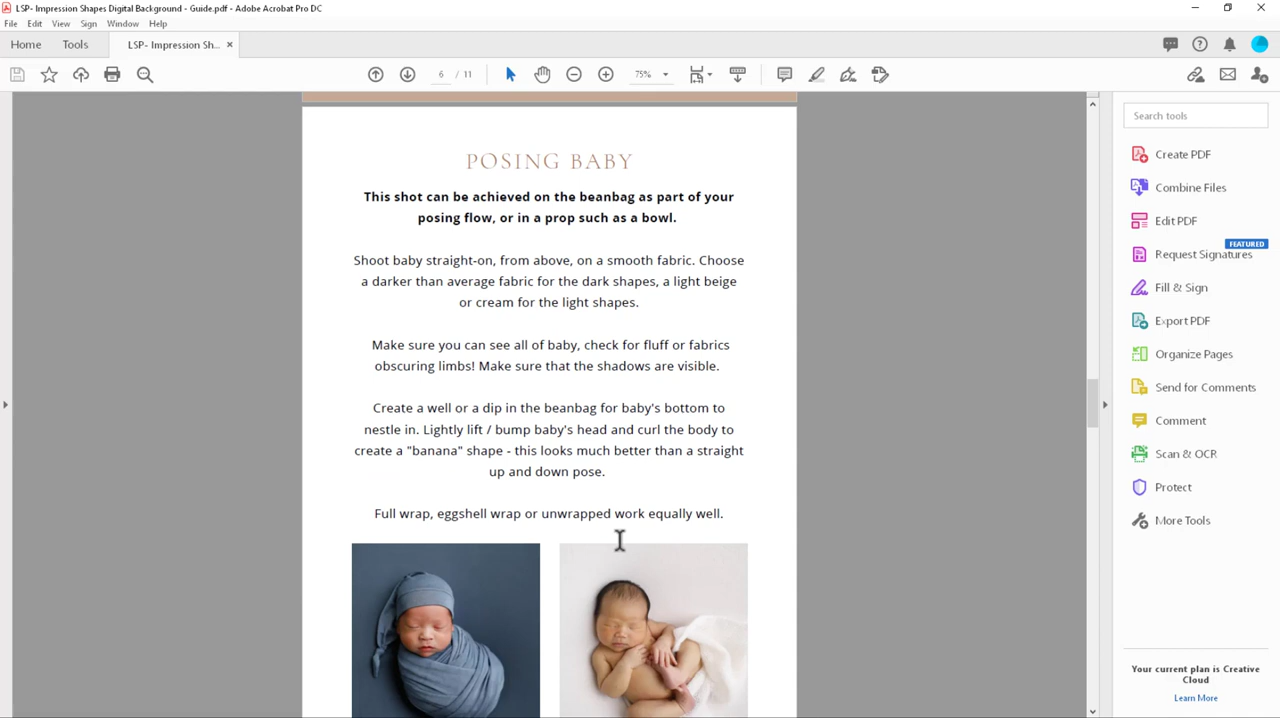 LSP- Impression Shapes Digital Background - Guide.pdf - Adobe Acrobat Pro DC
File Edit View Sign Window Help
Home Tools LSP- Impression Sh... ×
6 / 11 75%
POSING BABY
This shot can be achieved on the beanbag as part of your
posing flow, or in a prop such as a bowl.
Shoot baby straight-on, from above, on a smooth fabric. Choose
a darker than average fabric for the dark shapes, a light beige
or cream for the light shapes.
Make sure you can see all of baby, check for fluff or fabrics
obscuring limbs! Make sure that the shadows are visible.
Create a well or a dip in the beanbag for baby's bottom to
nestle in. Lightly lift / bump baby's head and curl the body to
create a "banana" shape - this looks much better than a straight
up and down pose.
Full wrap, eggshell wrap or unwrapped work equally well.
Search tools
Create PDF
Combine Files
Edit PDF
FEATURED
Request Signatures
Fill & Sign
Export PDF
Organize Pages
Send for Comments
Comment
Scan & OCR
Protect
More Tools
Your current plan is Creative
Cloud
Learn More